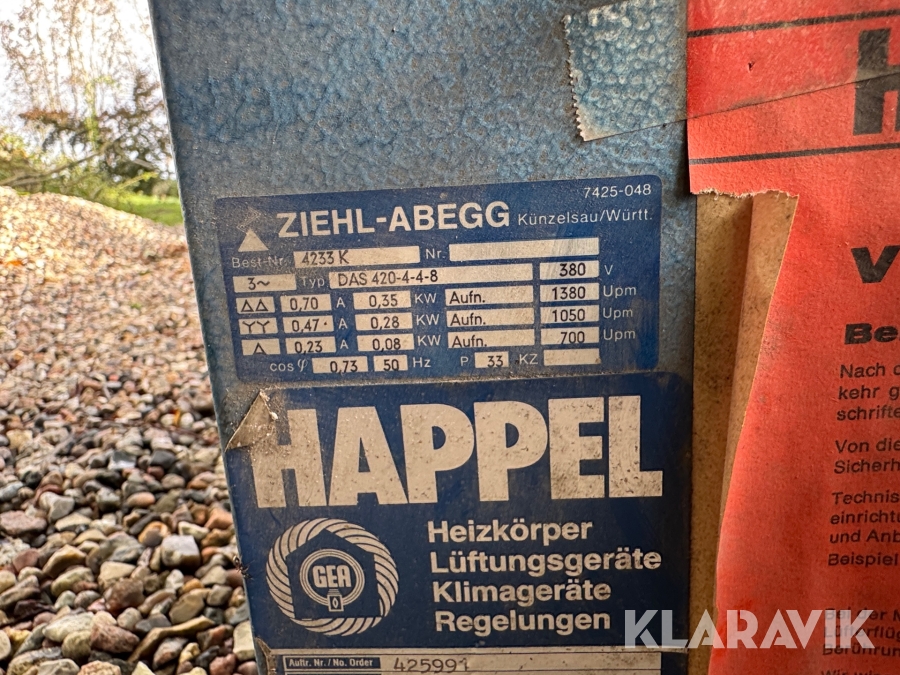 7425-048
ZIEHL-ABEGG Künzelsau/Württ.
Best-Nr. 4233 K Nr.
3~ Typ DAS 420-4-4-8 380 V
△△ 0,70 A 0,35 KW Aufn. 1380 Upm
YY 0,47 A 0,28 KW Aufn. 1050 Upm
△ 0,23 A 0,08 KW Aufn. 700 Upm
cos φ 0,73 50 Hz P 33 KZ
HAPPEL
GEA
Heizkörper
Lüftungsgeräte
Klimageräte
Regelungen
Auftr. Nr./No. Order 425991
H
V
Be
Nach d
kehr g
schrifte
Von die
Sicherh
Technis
einricht
und Anb
Beispiel
KLARAVIK